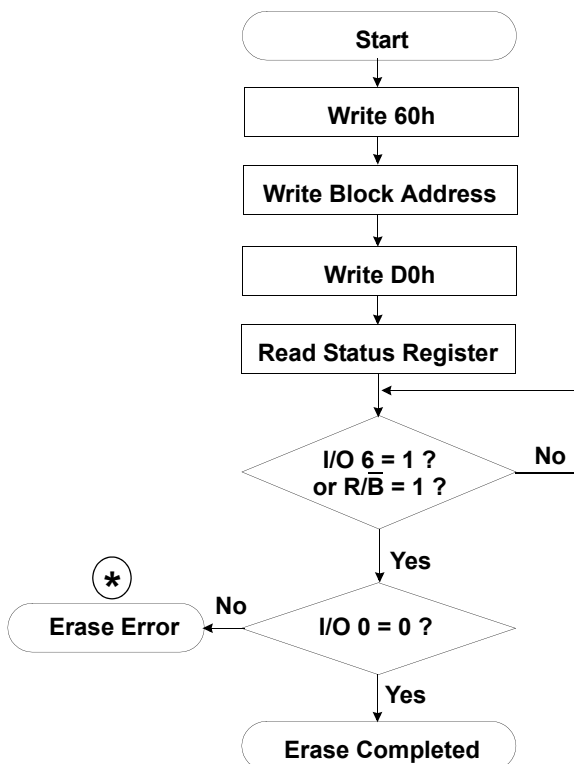 Start
Write 60h
Write Block Address
Write D0h
Read Status Register
I/O 6 = 1 ?
or R/B̅ = 1 ?
No
Yes
*
No
Erase Error
I/O 0 = 0 ?
Yes
Erase Completed